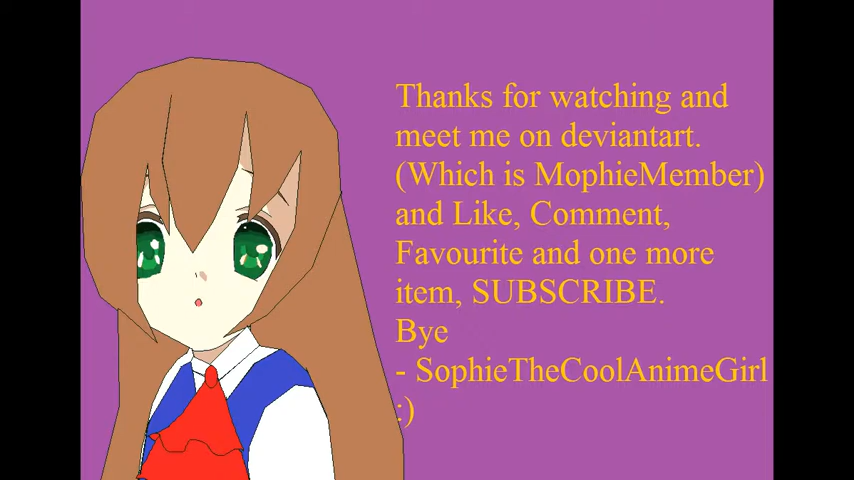 Thanks for watching and
meet me on deviantart.
(Which is MophieMember)
and Like, Comment,
Favourite and one more
item, SUBSCRIBE.
Bye
- SophieTheCoolAnimeGirl
:)